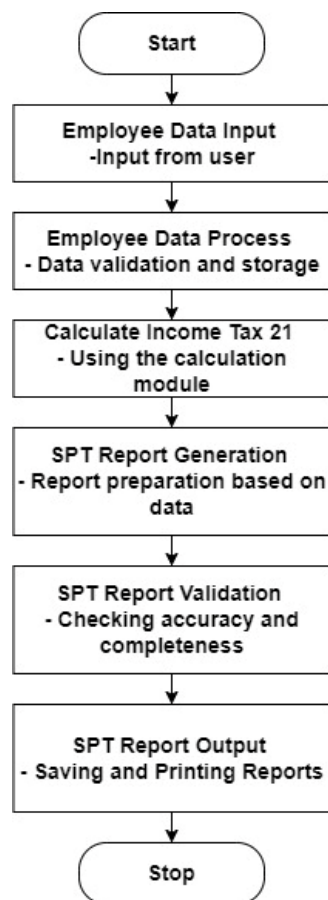 Start
Employee Data Input
-Input from user
Employee Data Process
- Data validation and storage
Calculate Income Tax 21
- Using the calculation
module
SPT Report Generation
- Report preparation based on
data
SPT Report Validation
- Checking accuracy and
completeness
SPT Report Output
- Saving and Printing Reports
Stop